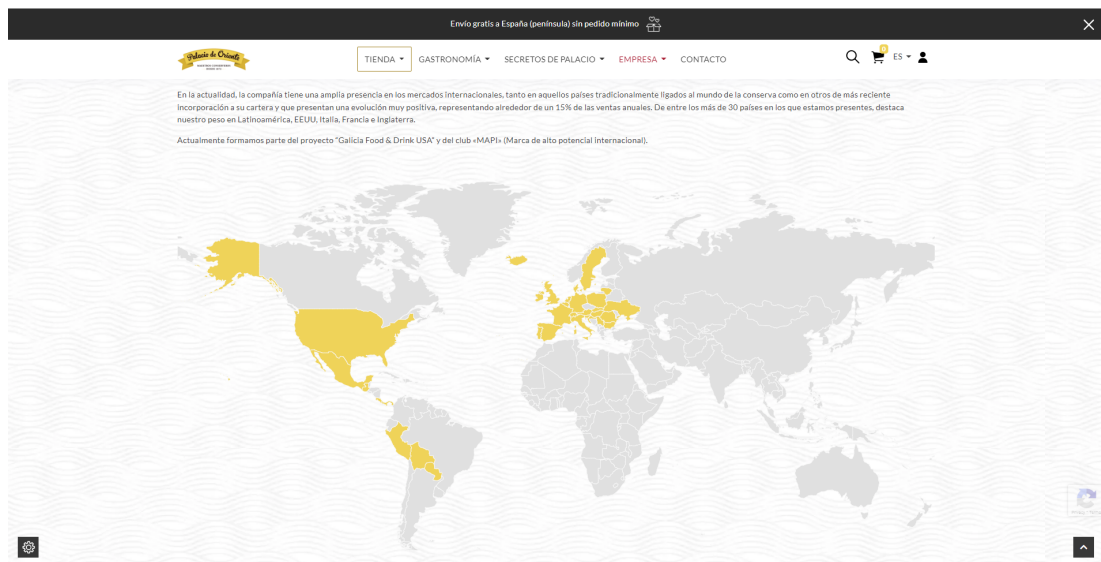 Envío gratis a España (península) sin pedido mínimo
Palacio de Oriente
TIENDA
GASTRONOMÍA
SECRETOS DE PALACIO
EMPRESA
CONTACTO
0
ES
En la actualidad, la compañía tiene una amplia presencia en los mercados internacionales, tanto en aquellos países tradicionalmente ligados al mundo de la conserva como en otros de más reciente
incorporación a su cartera y que presentan una evolución muy positiva, representando alrededor de un 15% de las ventas anuales. De entre los más de 30 países en los que estamos presentes, destaca
nuestro peso en Latinoamérica, EEUU, Italia, Francia e Inglaterra.
Actualmente formamos parte del proyecto "Galicia Food & Drink USA" y del club «MAPI» (Marca de alto potencial internacional).